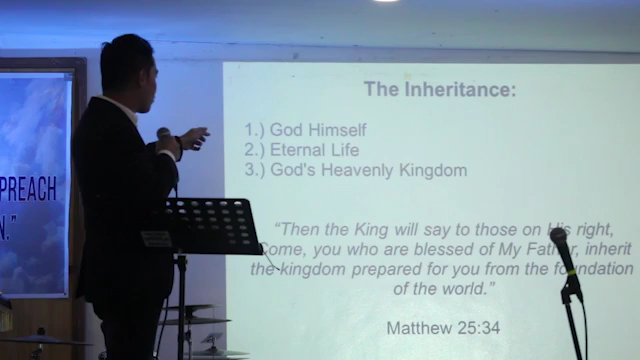 PREACH
N."
The Inheritance:
1.) God Himself
2.) Eternal Life
3.) God's Heavenly Kingdom
“Then the King will say to those on His right,
Come, you who are blessed of My Father, inherit
the kingdom prepared for you from the foundation
of the world.”
Matthew 25:34